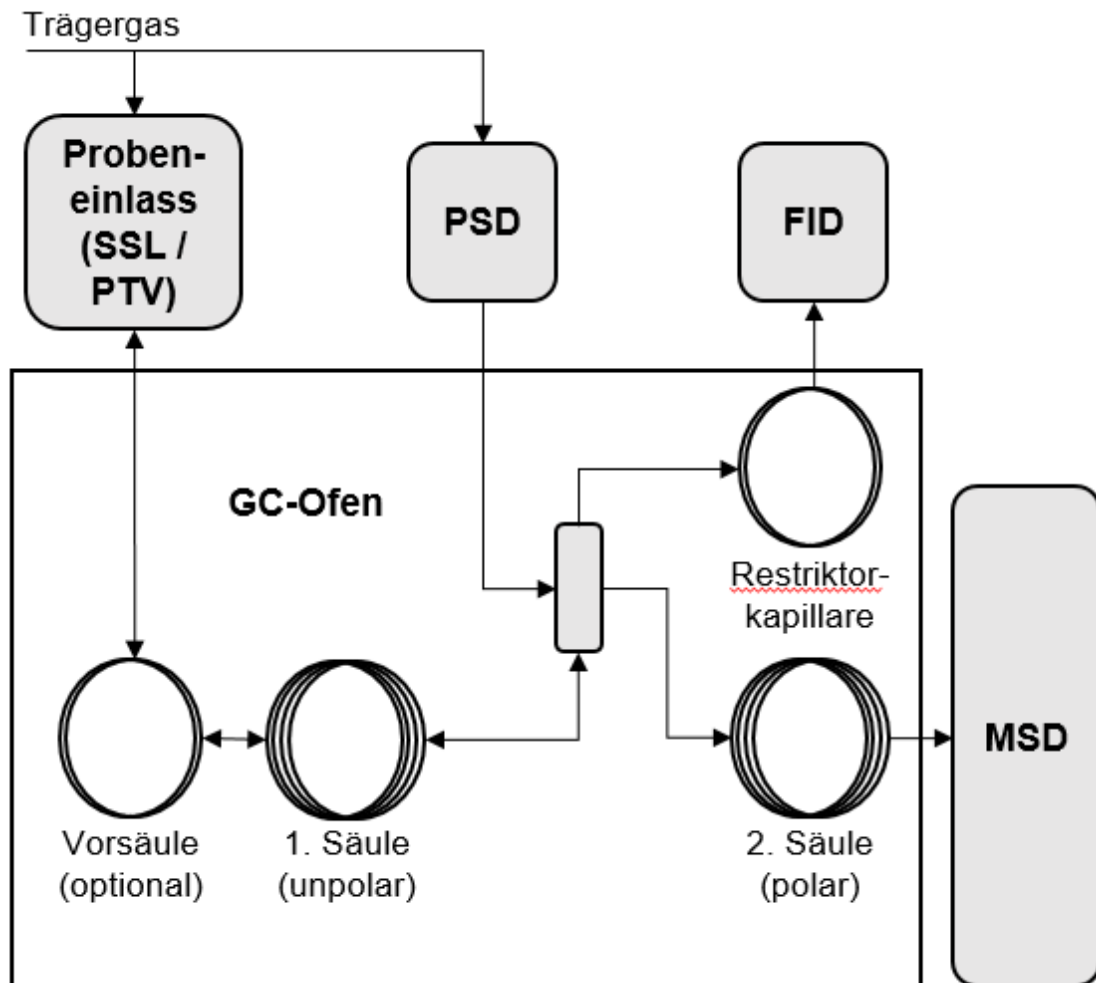 Trägergas
Proben-
einlass
(SSL /
PTV)
PSD
FID
GC-Ofen
Restriktor-
kapillare
MSD
Vorsäule
(optional)
1. Säule
(unpolar)
2. Säule
(polar)